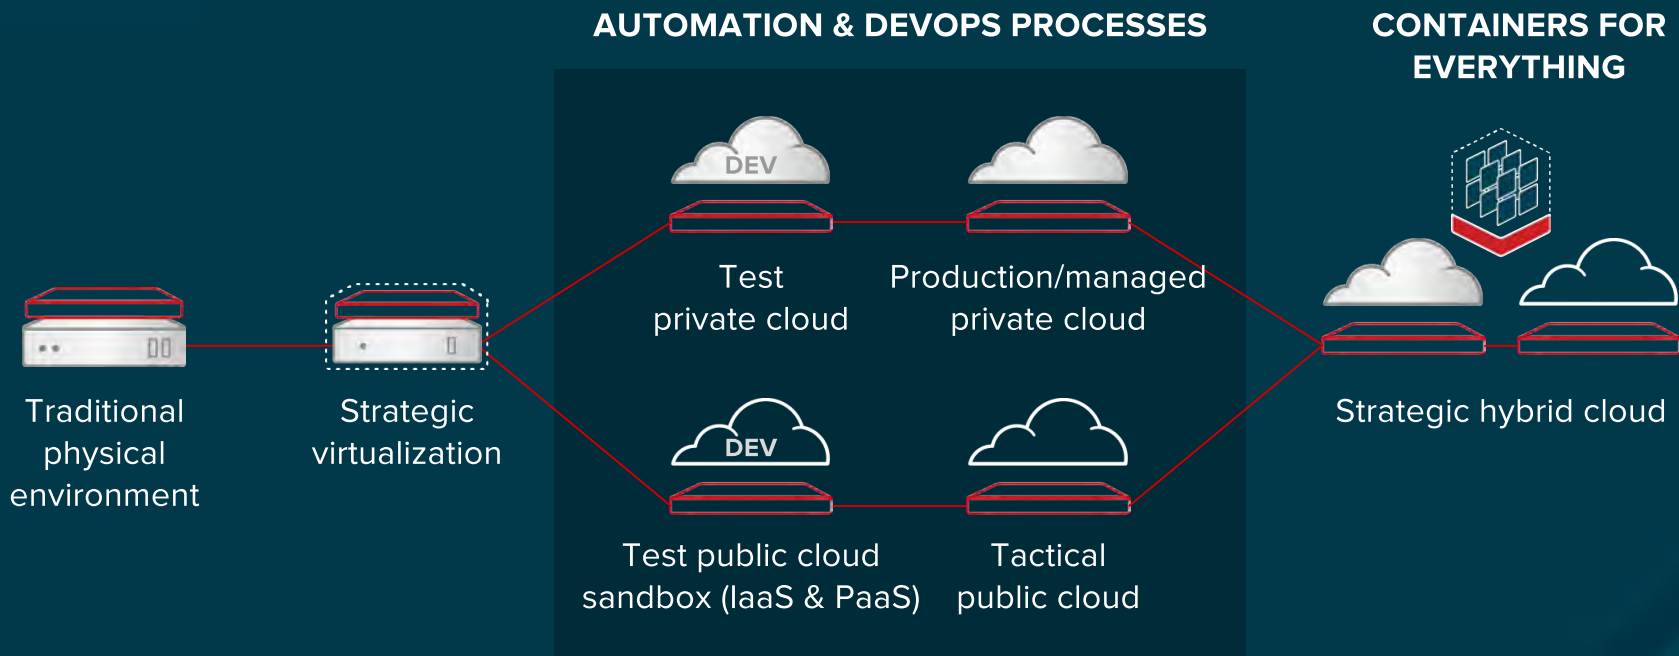 AUTOMATION & DEVOPS PROCESSES
CONTAINERS FOR
EVERYTHING
DEV
Test
private cloud
Production/managed
private cloud
Traditional
physical
environment
Strategic
virtualization
Strategic hybrid cloud
DEV
Test public cloud
sandbox (IaaS & PaaS)
Tactical
public cloud